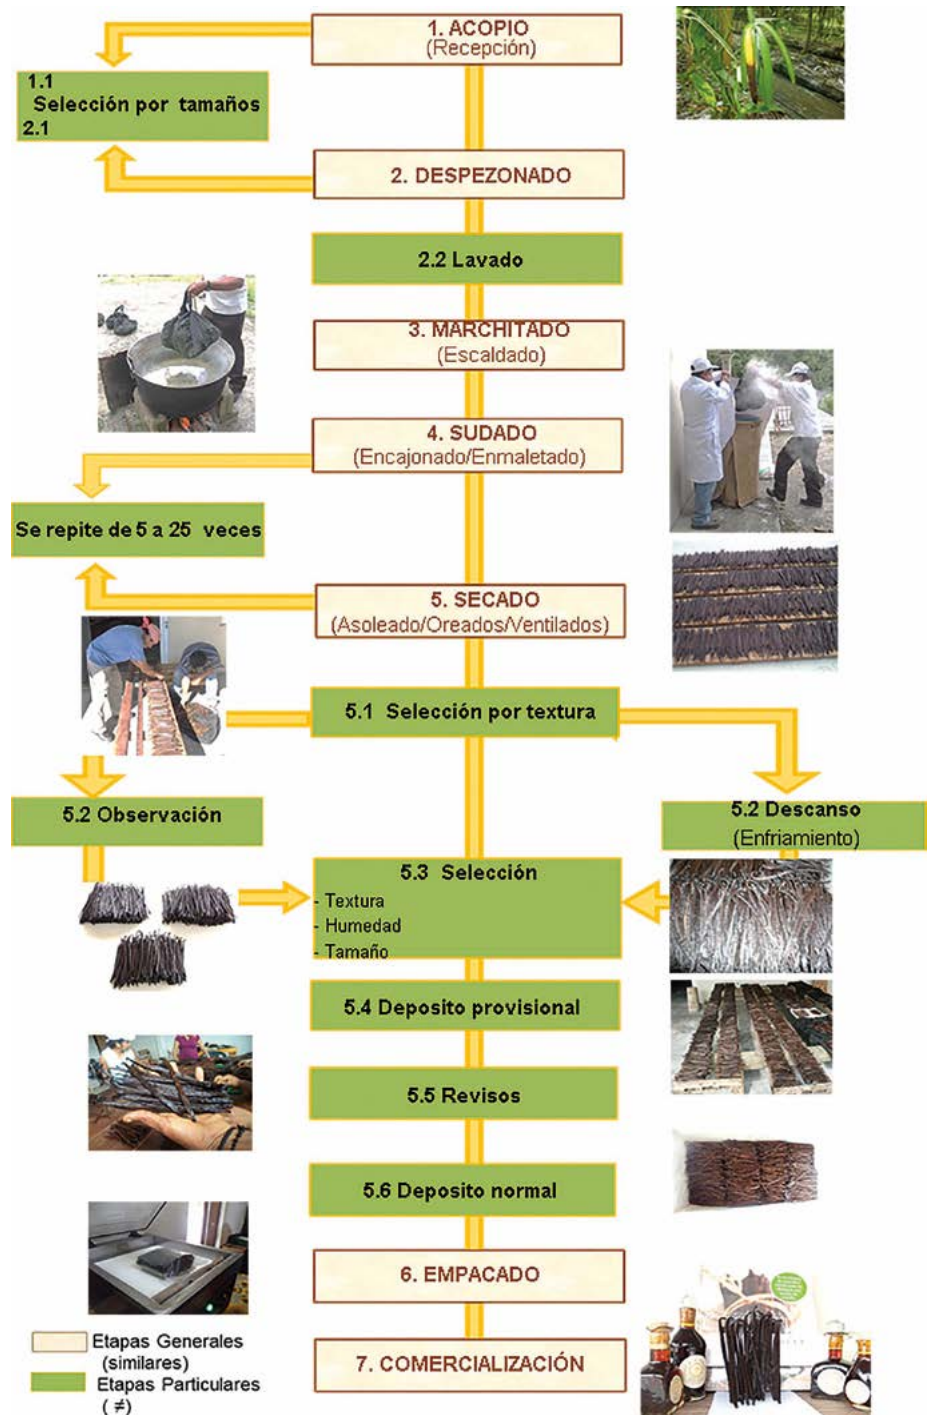 1. ACOPIO
(Recepción)
1.1
Selección por tamaños
2.1
2. DESPEZONADO
2.2 Lavado
3. MARCHITADO
(Escaldado)
4. SUDADO
(Encajonado/Enmaletado)
Se repite de 5 a 25 veces
5. SECADO
(Asoleado/Oreados/Ventilados)
5.1 Selección por textura
5.2 Observación
5.2 Descanso
(Enfriamiento)
5.3 Selección
- Textura
- Humedad
- Tamaño
5.4 Deposito provisional
5.5 Revisos
5.6 Deposito normal
6. EMPACADO
7. COMERCIALIZACIÓN
Etapas Generales
(similares)
Etapas Particulares
( ≠)